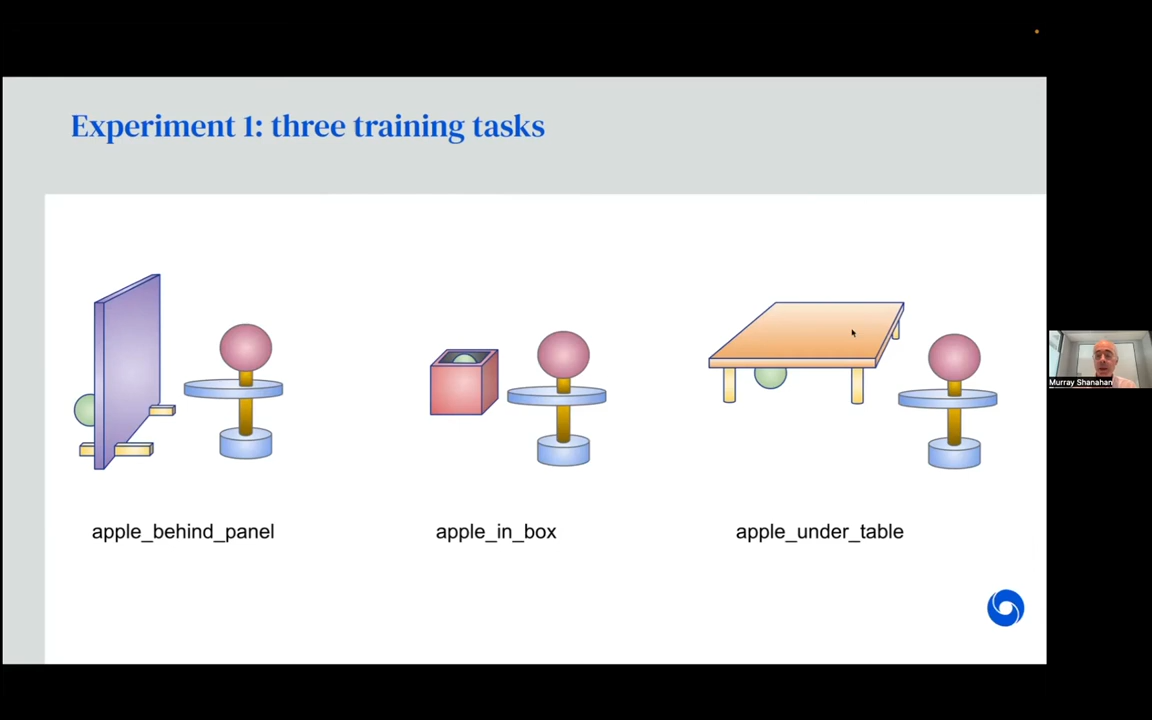 Experiment 1: three training tasks
apple_behind_panel
apple_in_box
apple_under_table
Murray Shanahan